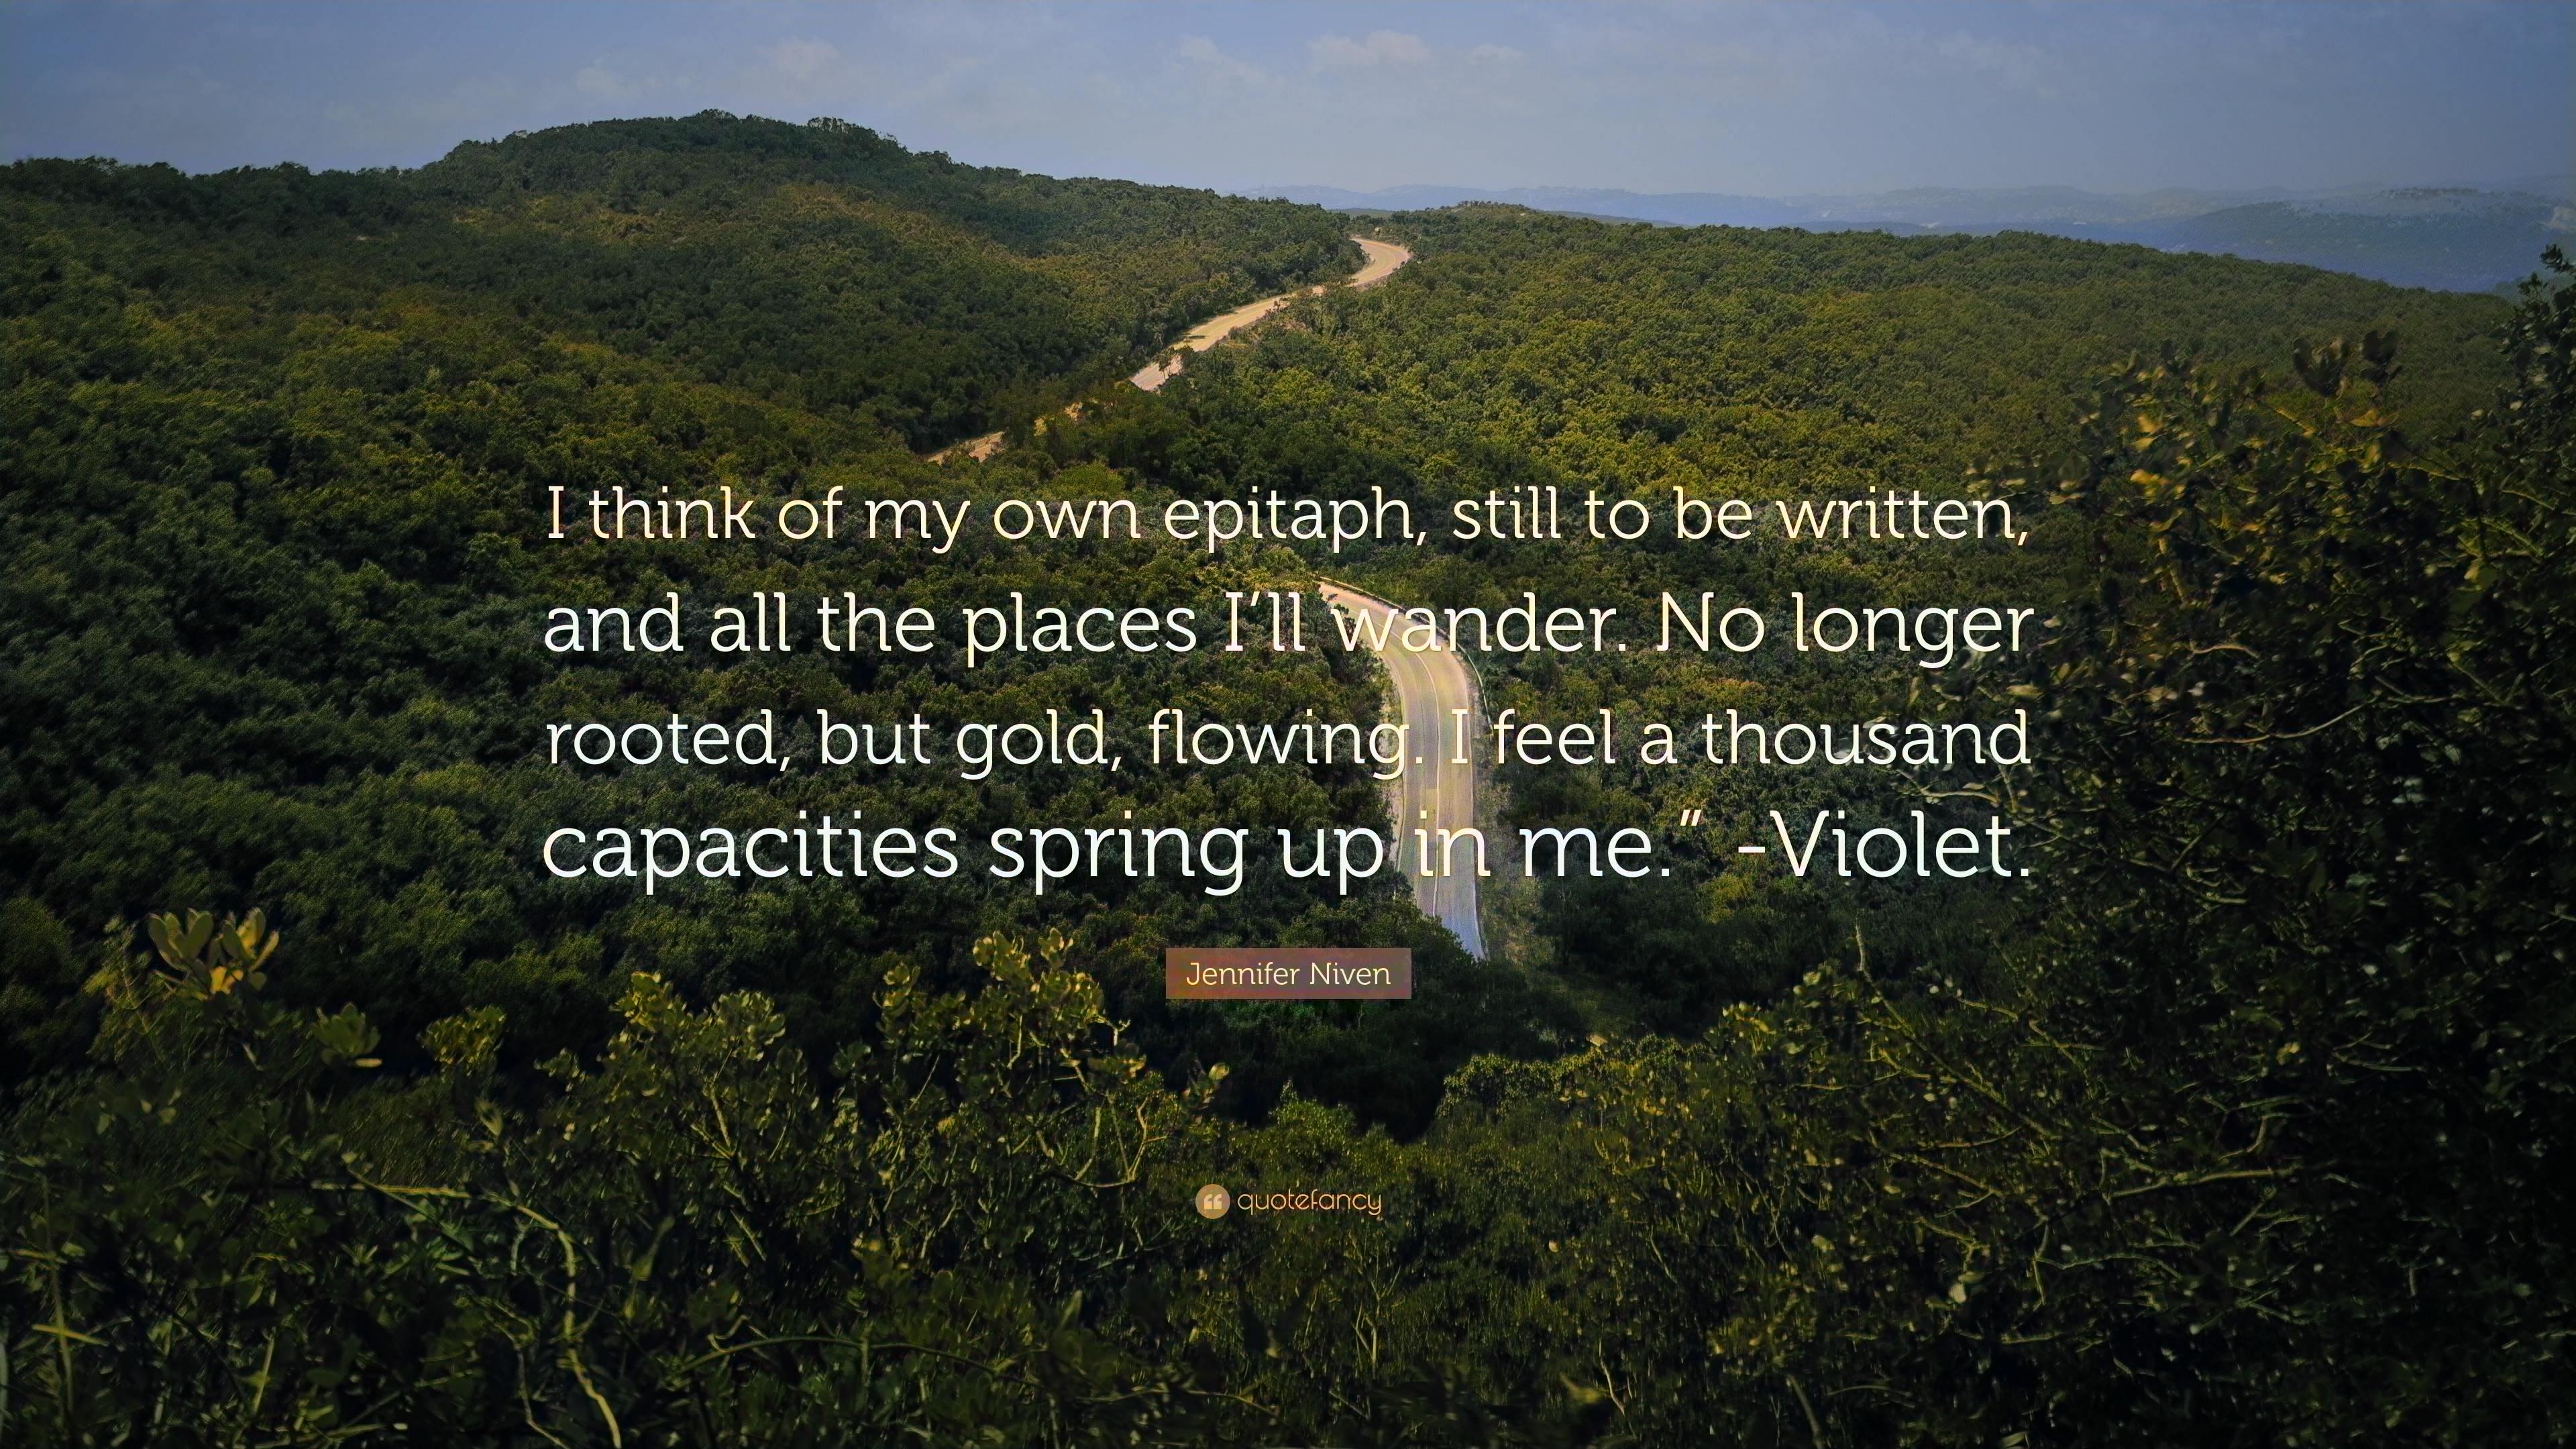 I think of my own epitaph, still to be written,
and all the places I’ll wander. No longer
rooted, but gold, flowing. I feel a thousand
capacities spring up in me.” -Violet.
Jennifer Niven
quotefancy